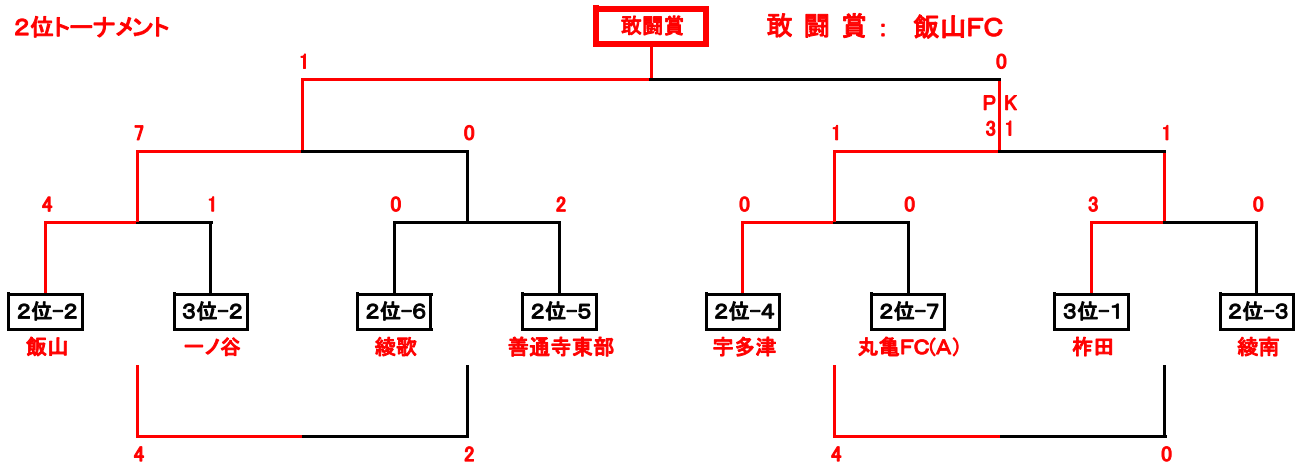 2位トーナメント
敢闘賞
敢闘賞： 飯山FC
1 0
PK
3 1
7 0 1 1
4 1 0 2 0 0 3 0
2位-2 3位-2 2位-6 2位-5 2位-4 2位-7 3位-1 2位-3
飯山 一ノ谷 綾歌 善通寺東部 宇多津 丸亀FC(A) 柞田 綾南
4 2 4 0